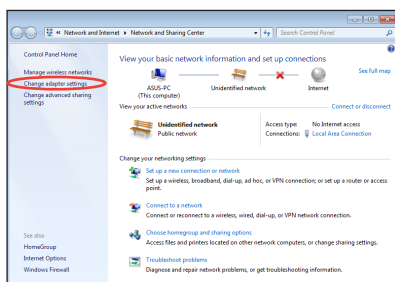 « Network and Internet ▸ Network and Sharing Center
Search Control Panel
Control Panel Home
Manage wireless networks
Change adapter settings
Change advanced sharing
settings
See also
HomeGroup
Internet Options
Windows Firewall
View your basic network information and set up connections
See full map
ASUS-PC
(This computer)
Unidentified network
Internet
View your active networks
Connect or disconnect
Unidentified network
Public network
Access type: No Internet access
Connections: Local Area Connection
Change your networking settings
Set up a new connection or network
Set up a wireless, broadband, dial-up, ad hoc, or VPN connection; or set up a router or access
point.
Connect to a network
Connect or reconnect to a wireless, wired, dial-up, or VPN network connection.
Choose homegroup and sharing options
Access files and printers located on other network computers, or change sharing settings.
Troubleshoot problems
Diagnose and repair network problems, or get troubleshooting information.